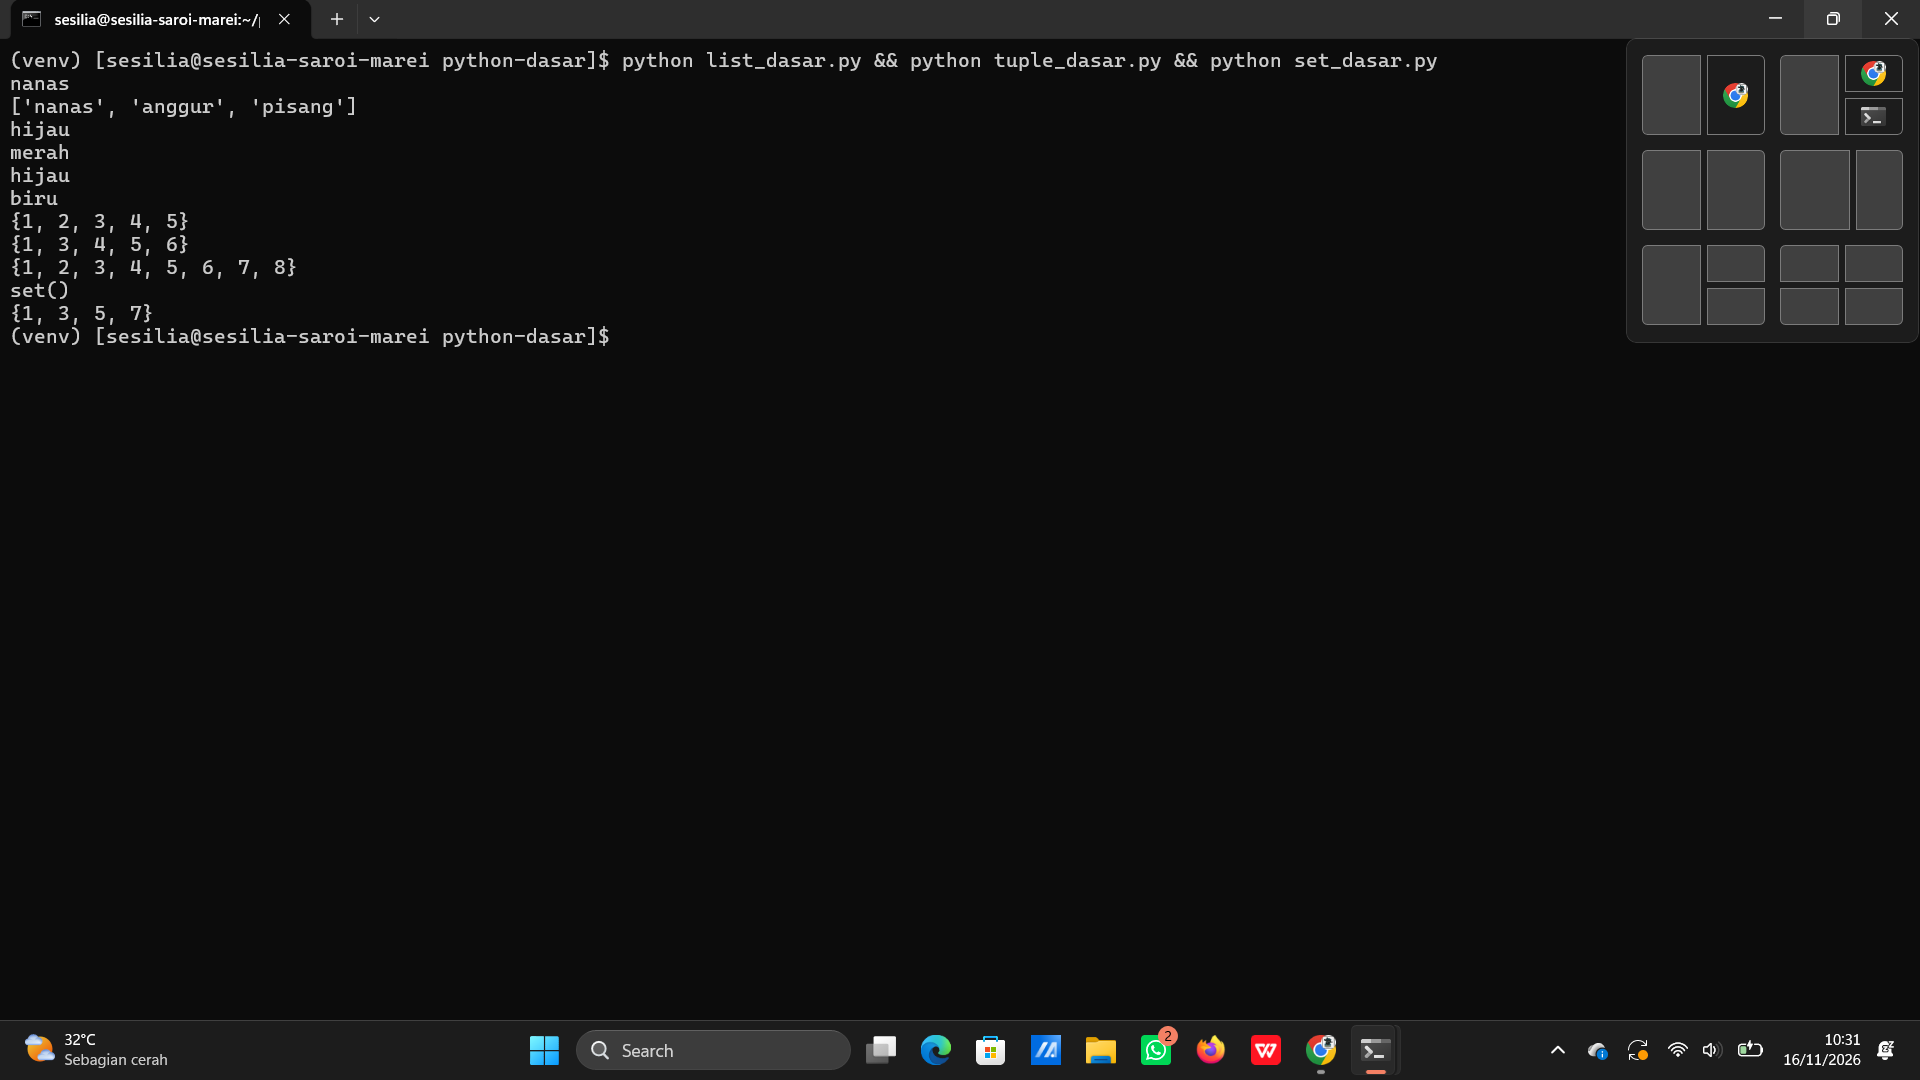 sesilia@sesilia-saroi-marei:~/
(venv) [sesilia@sesilia-saroi-marei python-dasar]$ python list_dasar.py && python tuple_dasar.py && python set_dasar.py
nanas
['nanas', 'anggur', 'pisang']
hijau
merah
hijau
biru
{1, 2, 3, 4, 5}
{1, 3, 4, 5, 6}
{1, 2, 3, 4, 5, 6, 7, 8}
set()
{1, 3, 5, 7}
(venv) [sesilia@sesilia-saroi-marei python-dasar]$
32°C
Sebagian cerah
Search
2
10:31
16/11/2026